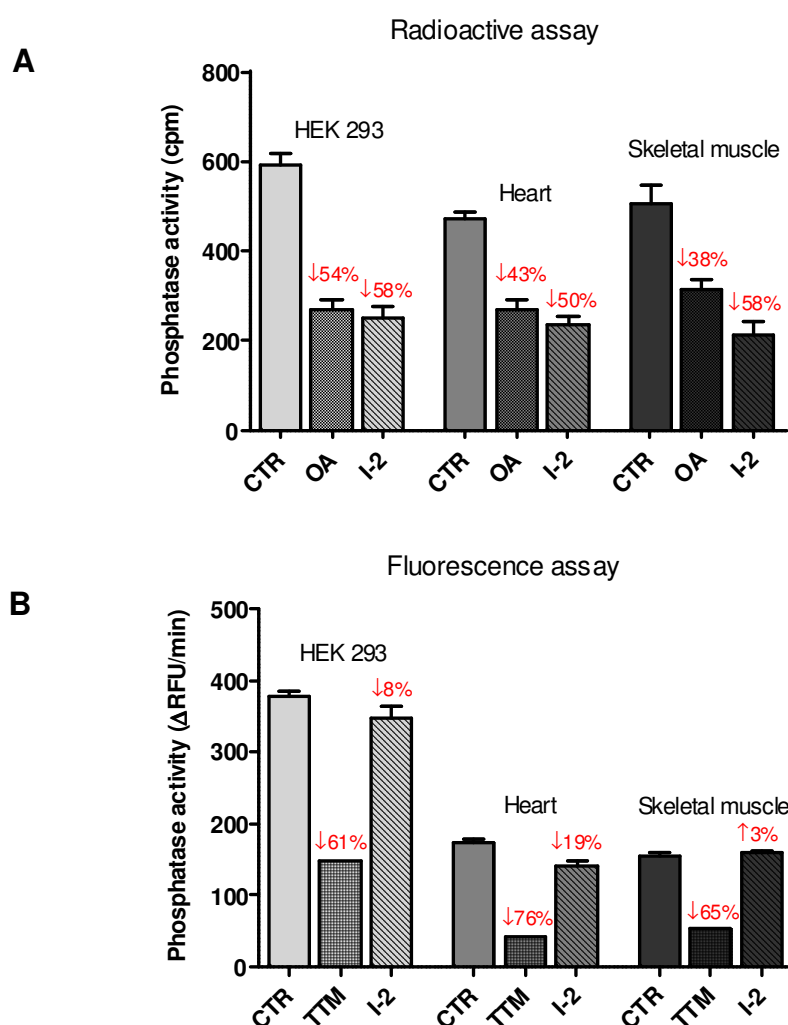 Radioactive assay
A
Phosphatase activity (cpm)
800
600
400
200
0
HEK 293
Heart
Skeletal muscle
↓54%
↓58%
↓43%
↓50%
↓38%
↓58%
CTR
OA
I-2
CTR
OA
I-2
CTR
OA
I-2
Fluorescence assay
B
Phosphatase activity (ΔRFU/min)
500
400
300
200
100
0
HEK 293
Heart
Skeletal muscle
↓61%
↓8%
↓76%
↓19%
↓65%
↑3%
CTR
TTM
I-2
CTR
TTM
I-2
CTR
TTM
I-2